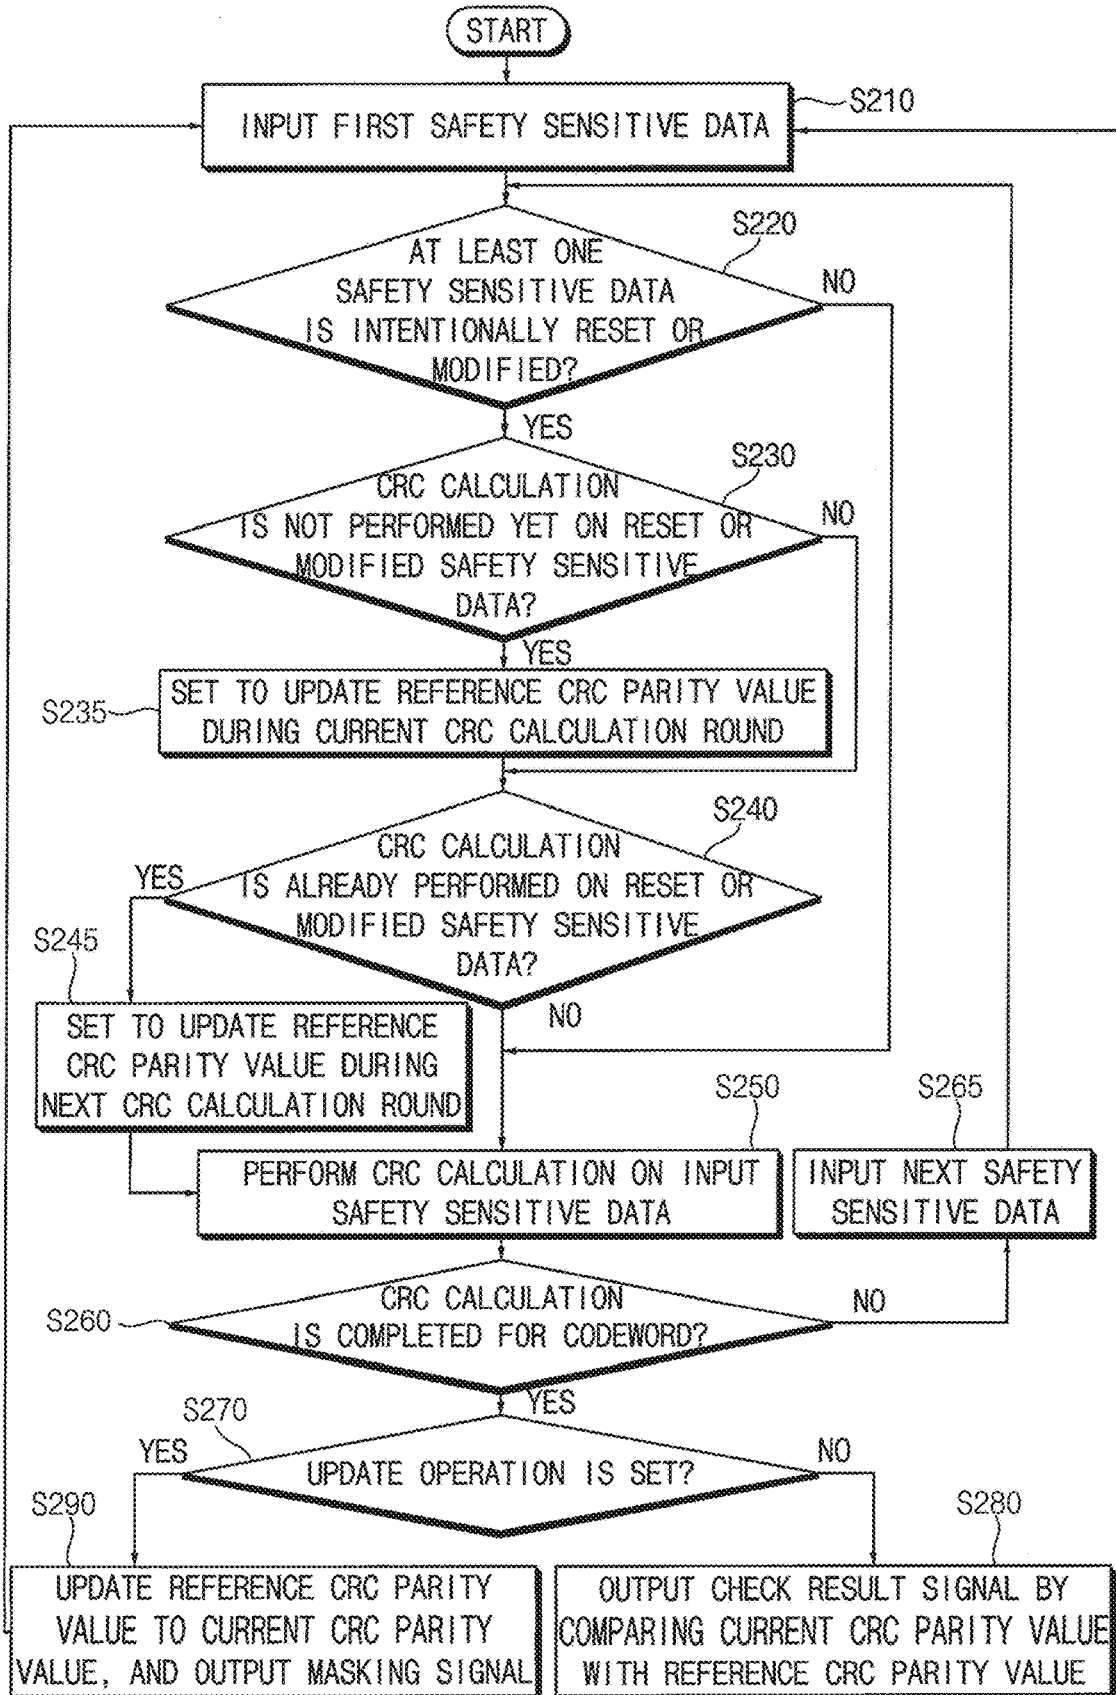 START
S210
INPUT FIRST SAFETY SENSITIVE DATA
S220
AT LEAST ONE
SAFETY SENSITIVE DATA
IS INTENTIONALLY RESET OR
MODIFIED?
NO
YES
S230
CRC CALCULATION
IS NOT PERFORMED YET ON RESET OR
MODIFIED SAFETY SENSITIVE
DATA?
NO
YES
S235
SET TO UPDATE REFERENCE CRC PARITY VALUE
DURING CURRENT CRC CALCULATION ROUND
S240
CRC CALCULATION
IS ALREADY PERFORMED ON RESET OR
MODIFIED SAFETY SENSITIVE
DATA?
YES
NO
S245
SET TO UPDATE REFERENCE
CRC PARITY VALUE DURING
NEXT CRC CALCULATION ROUND
S250
PERFORM CRC CALCULATION ON INPUT
SAFETY SENSITIVE DATA
S265
INPUT NEXT SAFETY
SENSITIVE DATA
S260
CRC CALCULATION
IS COMPLETED FOR CODEWORD?
NO
YES
S270
UPDATE OPERATION IS SET?
YES
NO
S290
UPDATE REFERENCE CRC PARITY
VALUE TO CURRENT CRC PARITY
VALUE, AND OUTPUT MASKING SIGNAL
S280
OUTPUT CHECK RESULT SIGNAL BY
COMPARING CURRENT CRC PARITY VALUE
WITH REFERENCE CRC PARITY VALUE